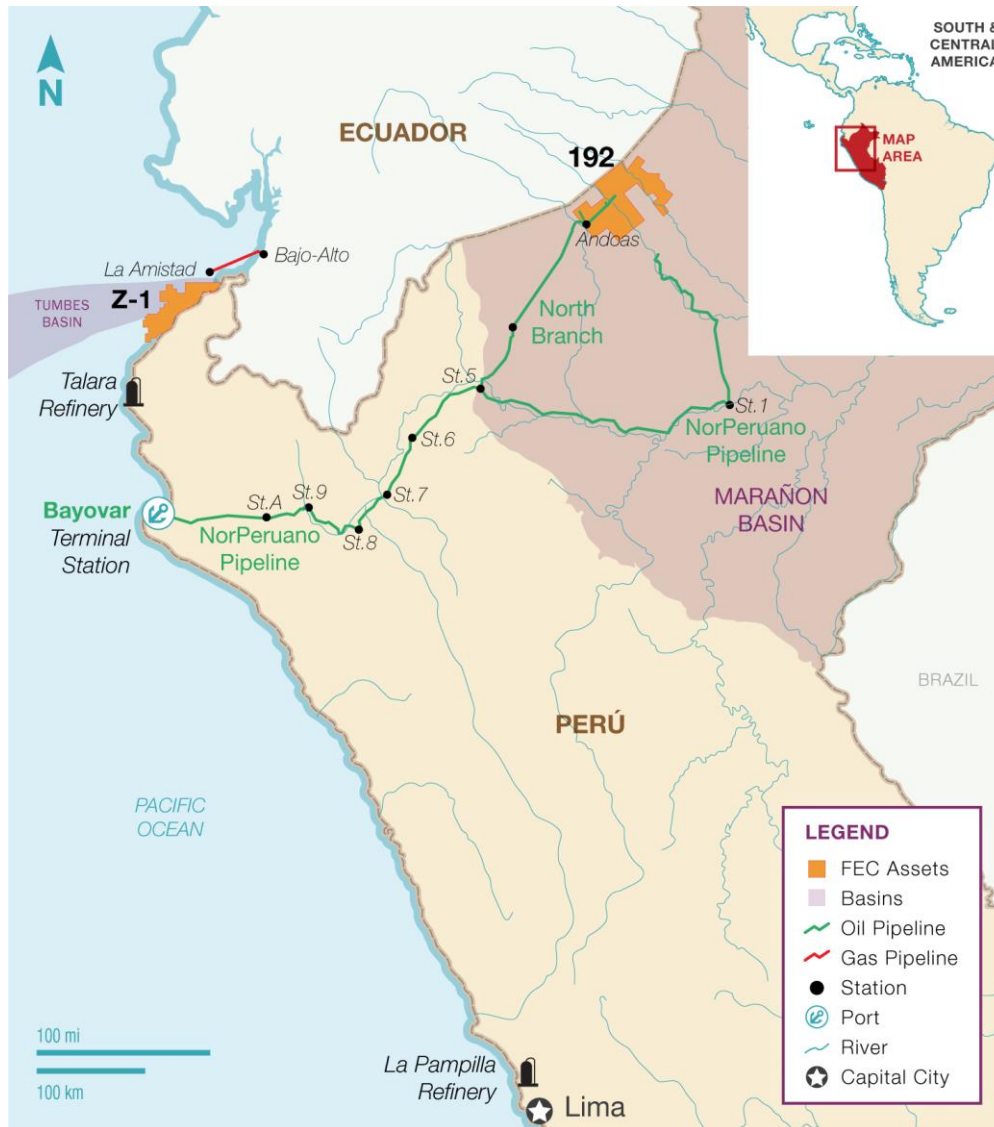 SOUTH &
CENTRAL
AMERICA
MAP
AREA
N
ECUADOR
192
Andoas
La Amistad
Bajo-Alto
Z-1
TUMBES
BASIN
North
Branch
Talara
Refinery
St.5
St.1
St.6
NorPeruano
Pipeline
St.7
MARAÑON
BASIN
Bayovar
Terminal
Station
St.A
St.9
St.8
NorPeruano
Pipeline
BRAZIL
PERÚ
PACIFIC
OCEAN
LEGEND
FEC Assets
Basins
Oil Pipeline
Gas Pipeline
Station
Port
River
Capital City
100 mi
100 km
La Pampilla
Refinery
Lima